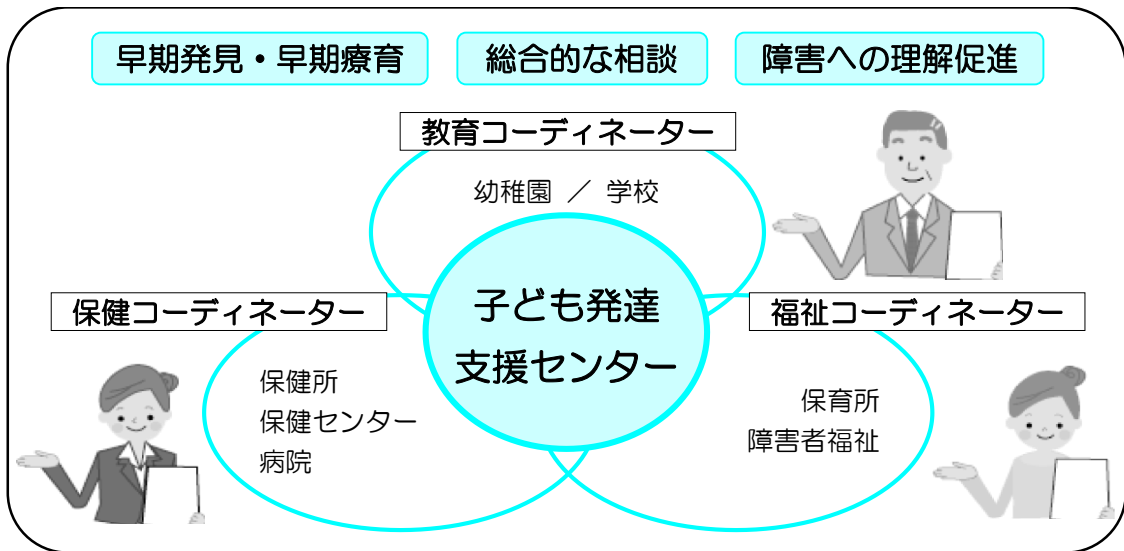 早期発見・早期療育
総合的な相談
障害への理解促進
教育コーディネーター
幼稚園 ／ 学校
子ども発達
支援センター
保健コーディネーター
保健所
保健センター
病院
福祉コーディネーター
保育所
障害者福祉